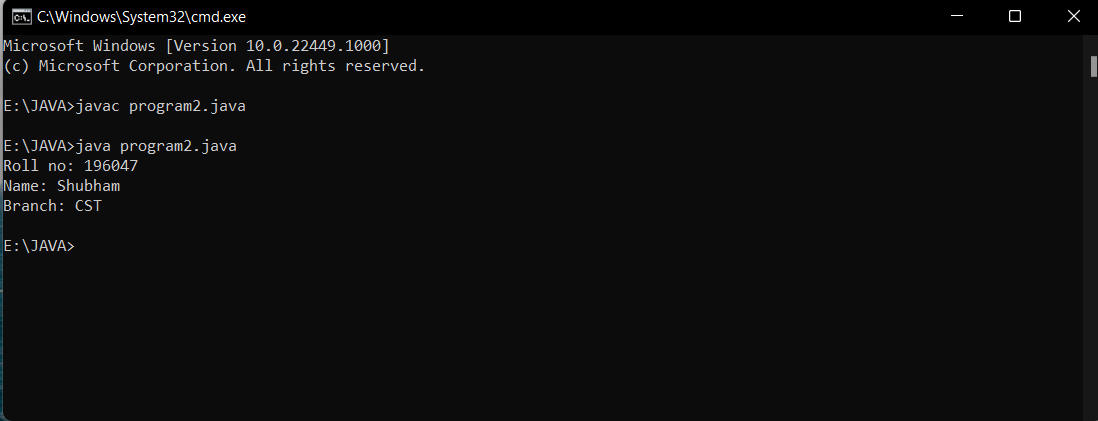 C:\Windows\System32\cmd.exe
Microsoft Windows [Version 10.0.22449.1000]
(c) Microsoft Corporation. All rights reserved.
E:\JAVA>javac program2.java
E:\JAVA>java program2.java
Roll no: 196047
Name: Shubham
Branch: CST
E:\JAVA>